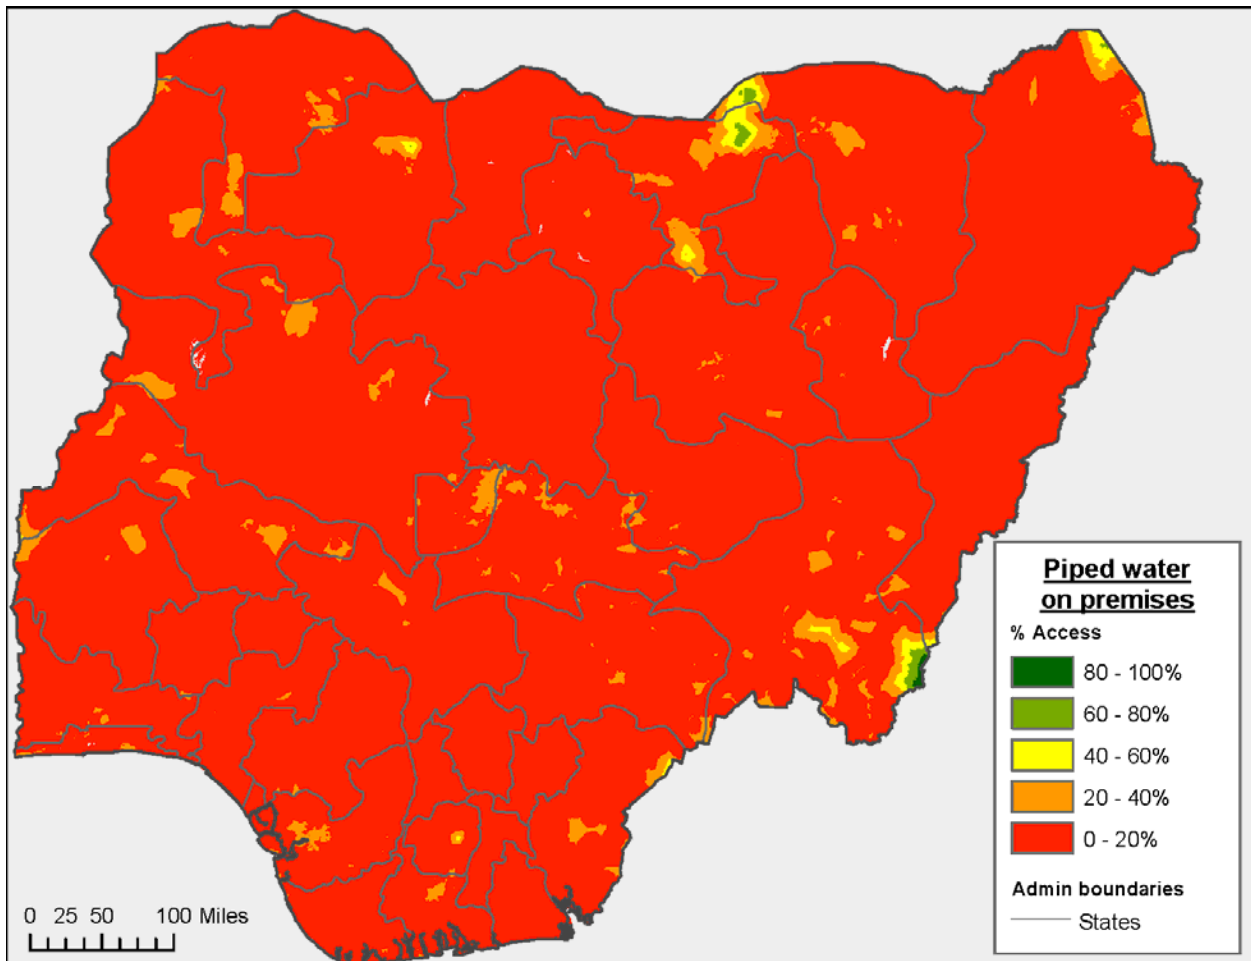 Piped water
on premises
% Access
80 - 100%
60 - 80%
40 - 60%
20 - 40%
0 - 20%
Admin boundaries
States
0 25 50 100 Miles